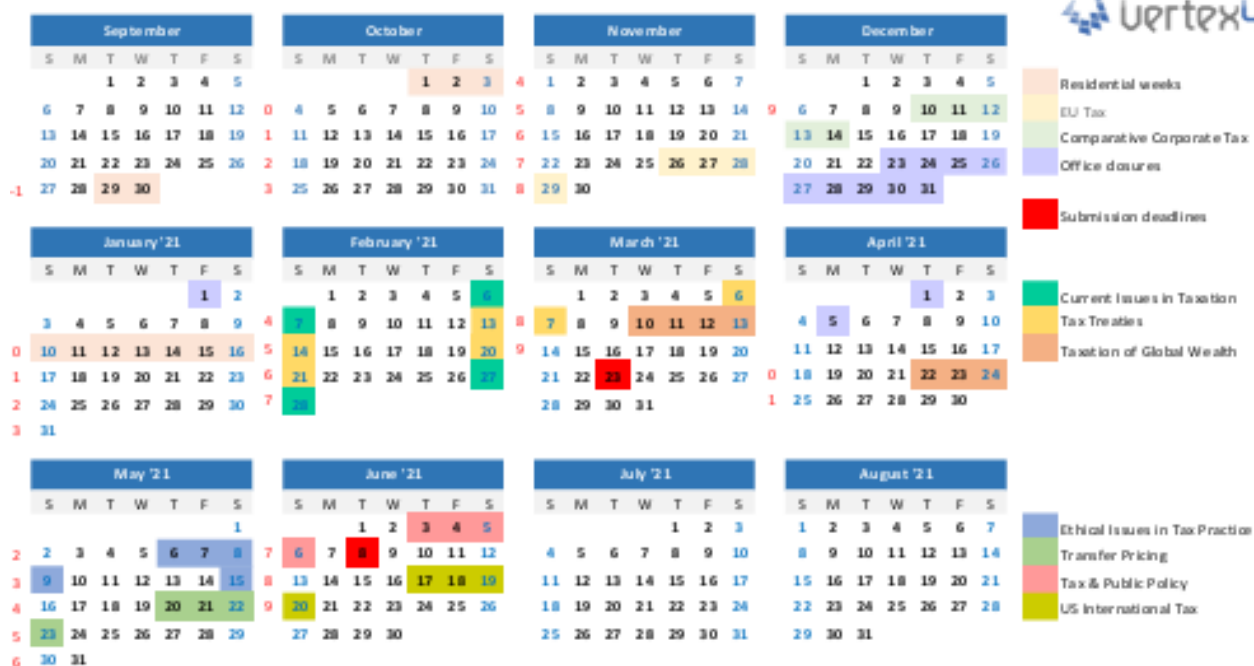 vertex4
September October November December
S M T W T F S S M T W T F S S M T W T F S S M T W T F S
1 2 3 4 5 1 2 3 4 1 2 3 4 5 6 7 1 2 3 4 5
Residential weeks
6 7 8 9 10 11 12 0 4 5 6 7 8 9 10 5 8 9 10 11 12 13 14 9 6 7 8 9 10 11 12
EU Tax
13 14 15 16 17 18 19 1 11 12 13 14 15 16 17 6 15 16 17 18 19 20 21 13 14 15 16 17 18 19
Comparative Corporate Tax
20 21 22 23 24 25 26 2 18 19 20 21 22 23 24 7 22 23 24 25 26 27 28 20 21 22 23 24 25 26
Office closures
-1 27 28 29 30 3 25 26 27 28 29 30 31 8 29 30 27 28 29 30 31
Submission deadlines
January '21 February '21 March '21 April '21
S M T W T F S S M T W T F S S M T W T F S S M T W T F S
1 2 1 2 3 4 5 6 1 2 3 4 5 6 1 2 3
Current Issues in Taxation
3 4 5 6 7 8 9 4 7 8 9 10 11 12 13 8 7 8 9 10 11 12 13 4 5 6 7 8 9 10
Tax Treaties
0 10 11 12 13 14 15 16 5 14 15 16 17 18 19 20 9 14 15 16 17 18 19 20 11 12 13 14 15 16 17
Taxation of Global Wealth
1 17 18 19 20 21 22 23 6 21 22 23 24 25 26 27 21 22 23 24 25 26 27 0 18 19 20 21 22 23 24
2 24 25 26 27 28 29 30 7 28 28 29 30 31 1 25 26 27 28 29 30
3 31
May '21 June '21 July '21 August '21
S M T W T F S S M T W T F S S M T W T F S S M T W T F S
1 1 2 3 4 5 1 2 3 1 2 3 4 5 6 7
Ethical Issues in Tax Practice
2 2 3 4 5 6 7 8 7 6 7 8 9 10 11 12 4 5 6 7 8 9 10 8 9 10 11 12 13 14
Transfer Pricing
3 9 10 11 12 13 14 15 8 13 14 15 16 17 18 19 11 12 13 14 15 16 17 15 16 17 18 19 20 21
Tax & Public Policy
4 16 17 18 19 20 21 22 9 20 21 22 23 24 25 26 18 19 20 21 22 23 24 22 23 24 25 26 27 28
US International Tax
5 23 24 25 26 27 28 29 27 28 29 30 25 26 27 28 29 30 31 29 30 31
6 30 31